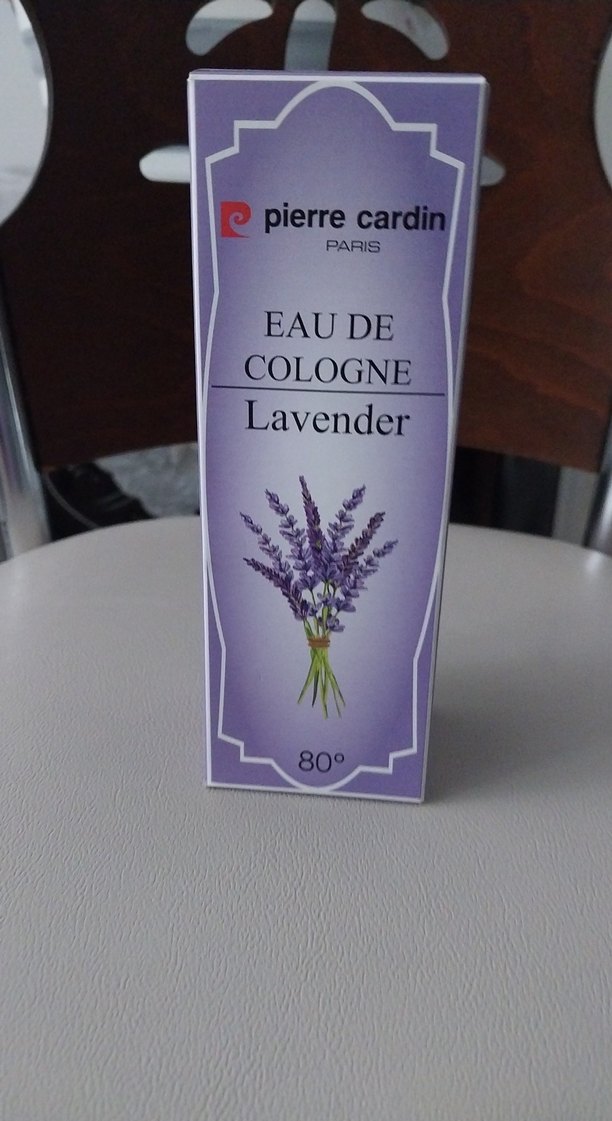 pierre cardin
PARIS
EAU DE
COLOGNE
Lavender
80°